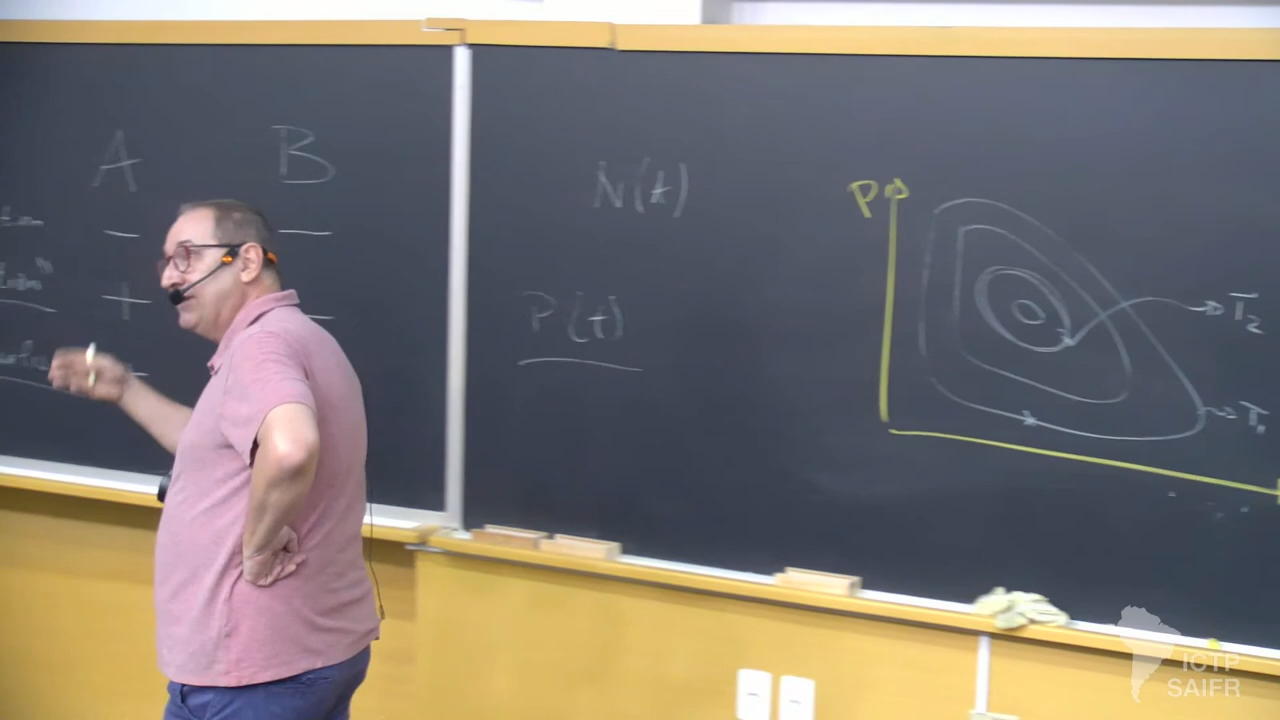 A B
N(t)
P(t)
P
T₂
T₁
ICTP
SAIFR